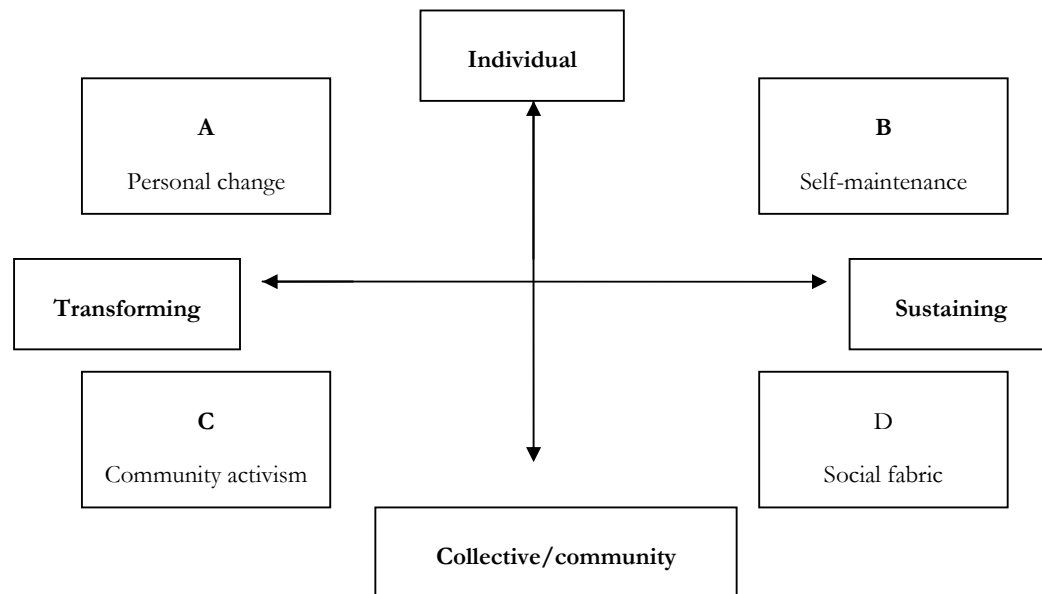 Individual
A
Personal change
B
Self-maintenance
Transforming
Sustaining
C
Community activism
D
Social fabric
Collective/community